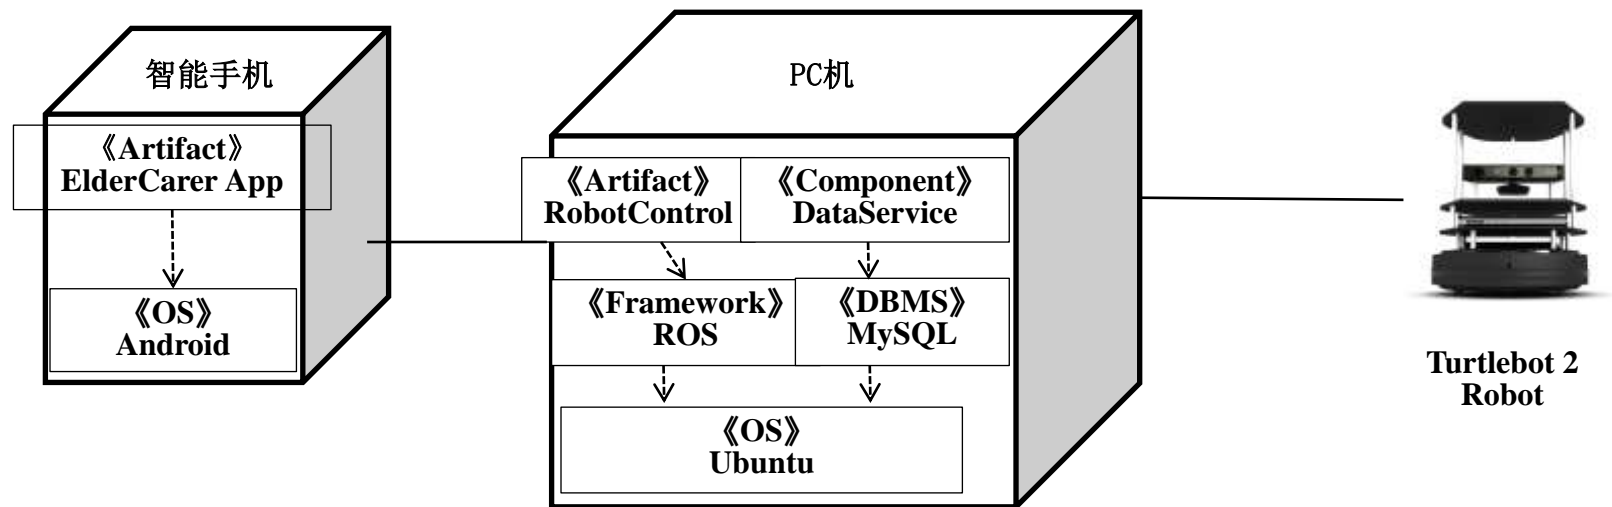 智能手机
《Artifact》
ElderCarer App
《OS》
Android
PC机
《Artifact》
RobotControl
《Component》
DataService
《Framework》
ROS
《DBMS》
MySQL
《OS》
Ubuntu
Turtlebot 2
Robot